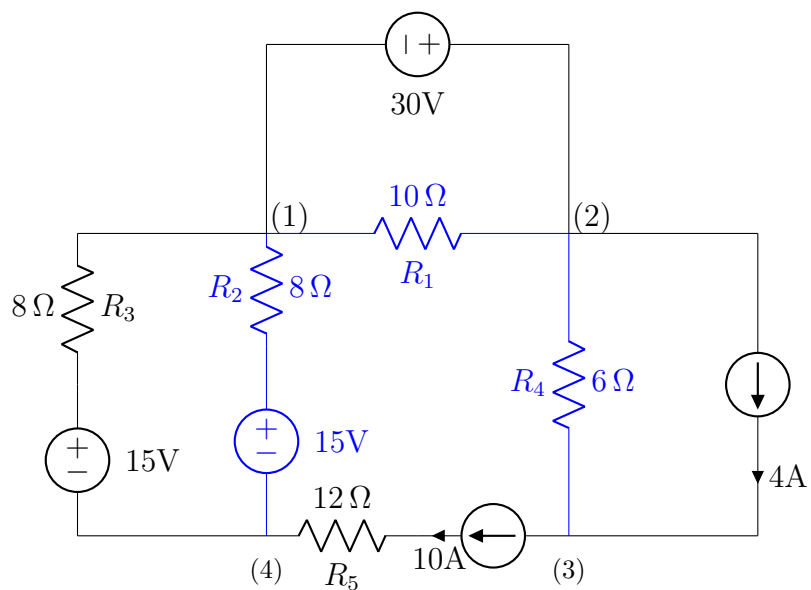 − +
30V
10 Ω
(1)
(2)
R₁
8 Ω
R₃
R₂
8 Ω
R₄
6 Ω
+
−
15V
+
−
15V
4A
12 Ω
10A
R₅
(4)
(3)